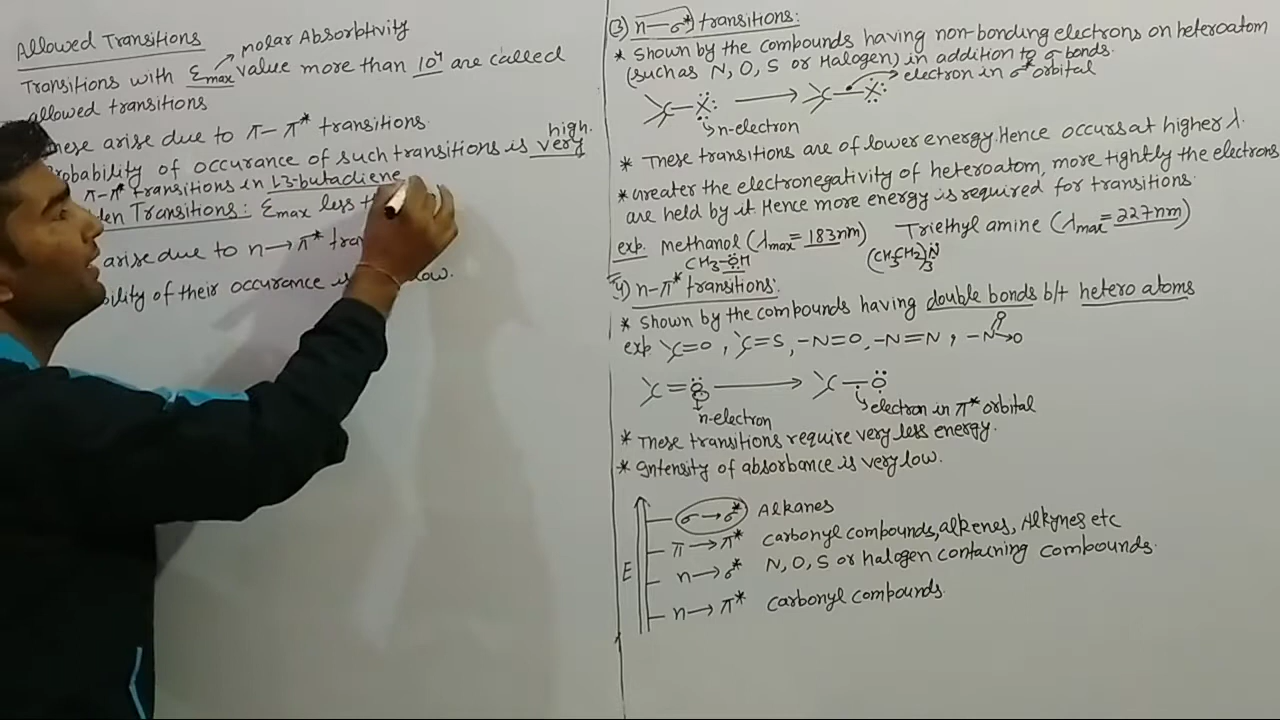 Allowed Transitions
molar Absorbtivity
Transitions with Emax value more than 10⁴ are called
allowed transitions
arise due to π-π* transitions.
high.
of occurance of such transitions is very
π-π* transitions in 1,3-butadiene
Transitions: Emax less
arise due to n→π*
of their occurance is low.
③ n-σ* transitions:
* Shown by the compounds having non-bonding electrons on heteroatom
(such as N, O, S or Halogen) in addition to σ bonds.
electron in σ* orbital
C-X → C-X
n-electron
* These transitions are of lower energy. Hence occurs at higher λ.
* Greater the electronegativity of heteroatom, more tightly the electrons
are held by it. Hence more energy is required for transitions.
exp. methanol (λmax = 183nm) Triethyl amine (λmax = 227nm)
CH₃-ÖH (CH₃CH₂)₃N̈
4) n-π* transitions:
* Shown by the compounds having double bonds b/t hetero atoms
exp C=O, C=S, -N=O, -N=N, -N→O
O
C=Ö → C-Ö
n-electron
electron in π* orbital
* These transitions require very less energy.
* Intensity of absorbance is very low.
σ→σ* Alkanes
π→π* carbonyl compounds, alkenes, Alkynes etc
E
n→σ* N, O, S or halogen containing compounds.
n→π* carbonyl compounds.